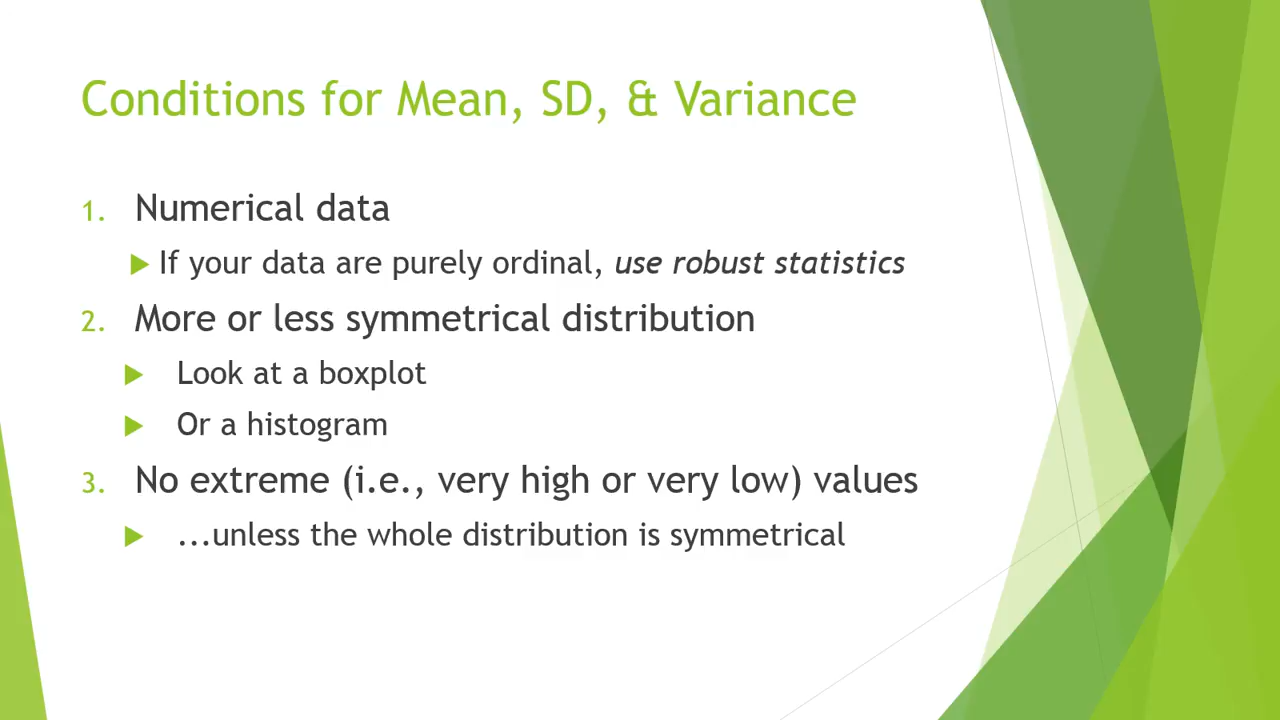 Conditions for Mean, SD, & Variance
1. Numerical data
If your data are purely ordinal, use robust statistics
2. More or less symmetrical distribution
Look at a boxplot
Or a histogram
3. No extreme (i.e., very high or very low) values
...unless the whole distribution is symmetrical